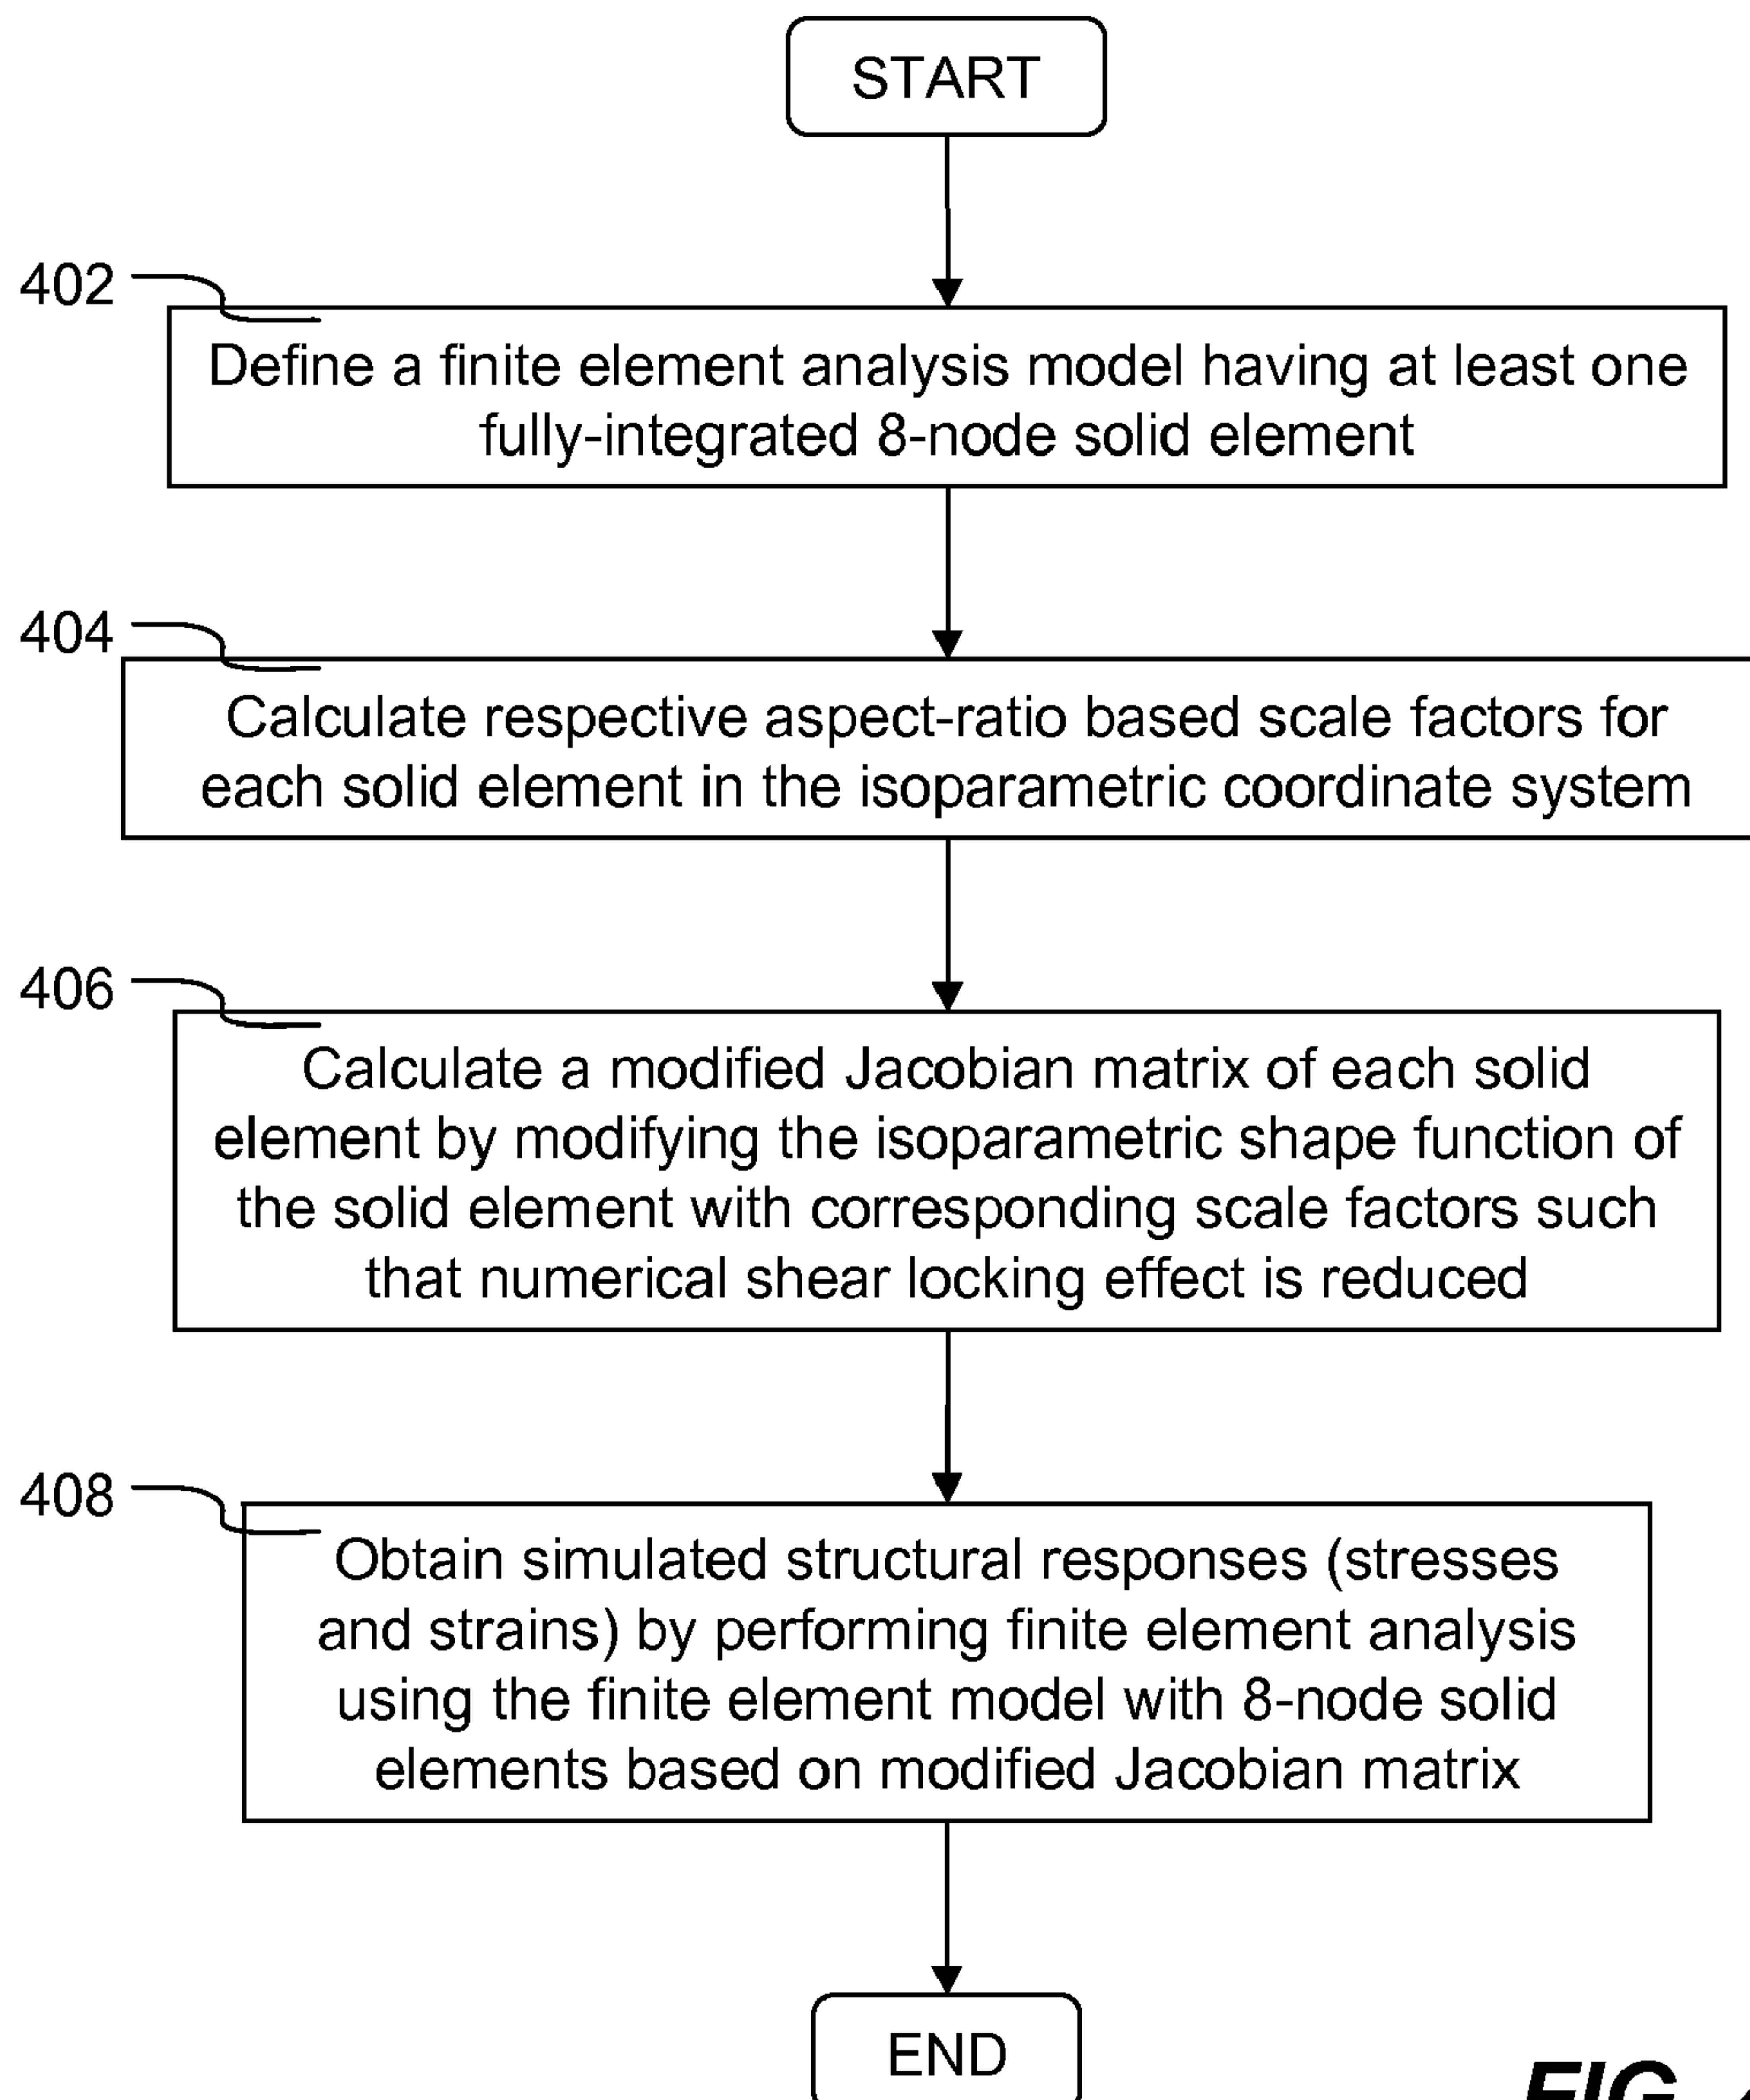 START
402
Define a finite element analysis model having at least one
fully-integrated 8-node solid element
404
Calculate respective aspect-ratio based scale factors for
each solid element in the isoparametric coordinate system
406
Calculate a modified Jacobian matrix of each solid
element by modifying the isoparametric shape function of
the solid element with corresponding scale factors such
that numerical shear locking effect is reduced
408
Obtain simulated structural responses (stresses
and strains) by performing finite element analysis
using the finite element model with 8-node solid
elements based on modified Jacobian matrix
END
FIG.